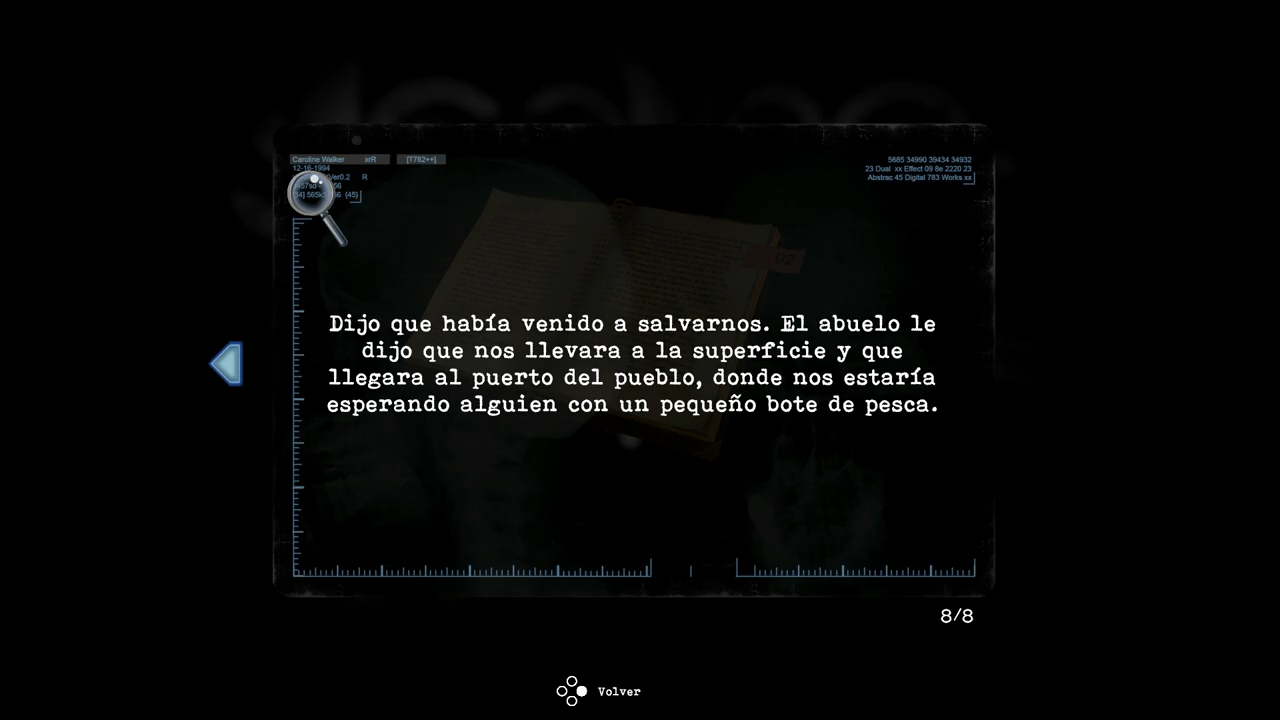 Caroline Walker xrR [T782++]
12-16-1994
5685 34990 39434 34932
23 Dual xx Effect 09 8e 2220 23
Abstrac 45 Digital 783 Works xx
02
Dijo que había venido a salvarnos. El abuelo le
dijo que nos llevara a la superficie y que
llegara al puerto del pueblo, donde nos estaría
esperando alguien con un pequeño bote de pesca.
8/8
Volver